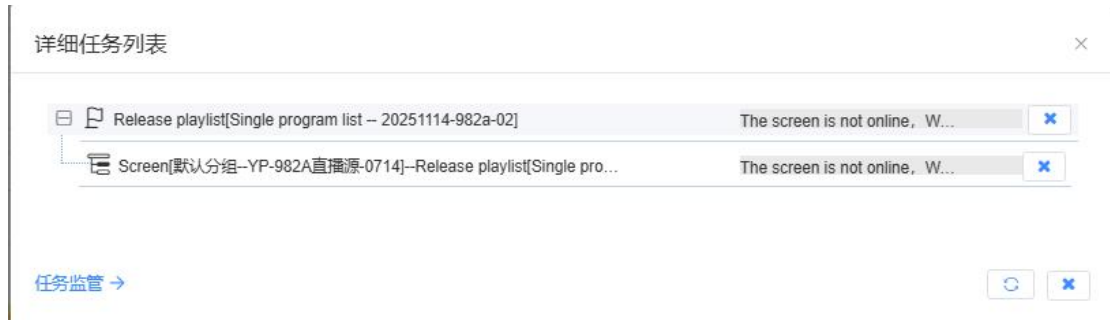 详细任务列表
Release playlist[Single program list -- 20251114-982a-02]
The screen is not online，W...
Screen[默认分组--YP-982A直播源-0714]--Release playlist[Single pro...
The screen is not online，W...
任务监管